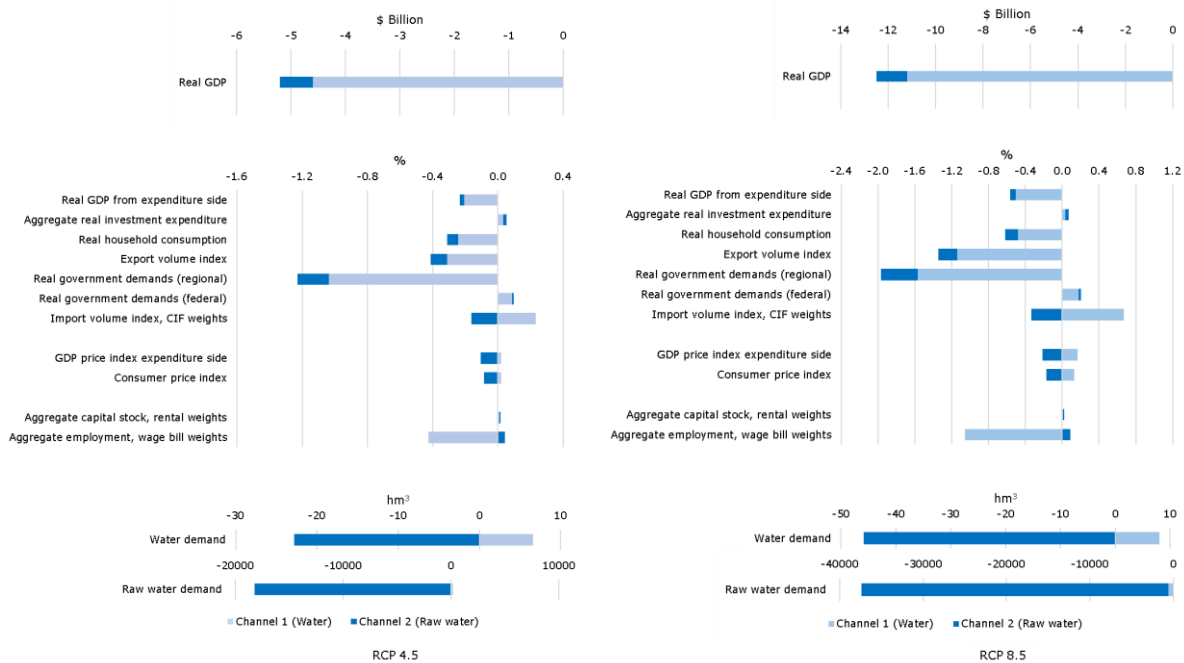 $ Billion
-6 -5 -4 -3 -2 -1 0
Real GDP
%
-1.6 -1.2 -0.8 -0.4 0.0 0.4
Real GDP from expenditure side
Aggregate real investment expenditure
Real household consumption
Export volume index
Real government demands (regional)
Real government demands (federal)
Import volume index, CIF weights
GDP price index expenditure side
Consumer price index
Aggregate capital stock, rental weights
Aggregate employment, wage bill weights
hm³
-30 -20 -10 0 10
Water demand
-20000 -10000 0 10000
Raw water demand
Channel 1 (Water) Channel 2 (Raw water)
RCP 4.5
$ Billion
-14 -12 -10 -8 -6 -4 -2 0
Real GDP
%
-2.4 -2.0 -1.6 -1.2 -0.8 -0.4 0.0 0.4 0.8 1.2
Real GDP from expenditure side
Aggregate real investment expenditure
Real household consumption
Export volume index
Real government demands (regional)
Real government demands (federal)
Import volume index, CIF weights
GDP price index expenditure side
Consumer price index
Aggregate capital stock, rental weights
Aggregate employment, wage bill weights
hm³
-50 -40 -30 -20 -10 0 10
Water demand
-40000 -30000 -20000 -10000 0
Raw water demand
Channel 1 (Water) Channel 2 (Raw water)
RCP 8.5